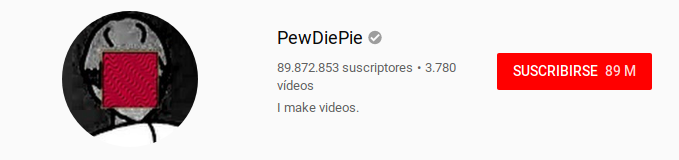 PewDiePie
89.872.853 suscriptores • 3.780
vídeos
I make videos.
SUSCRIBIRSE 89 M